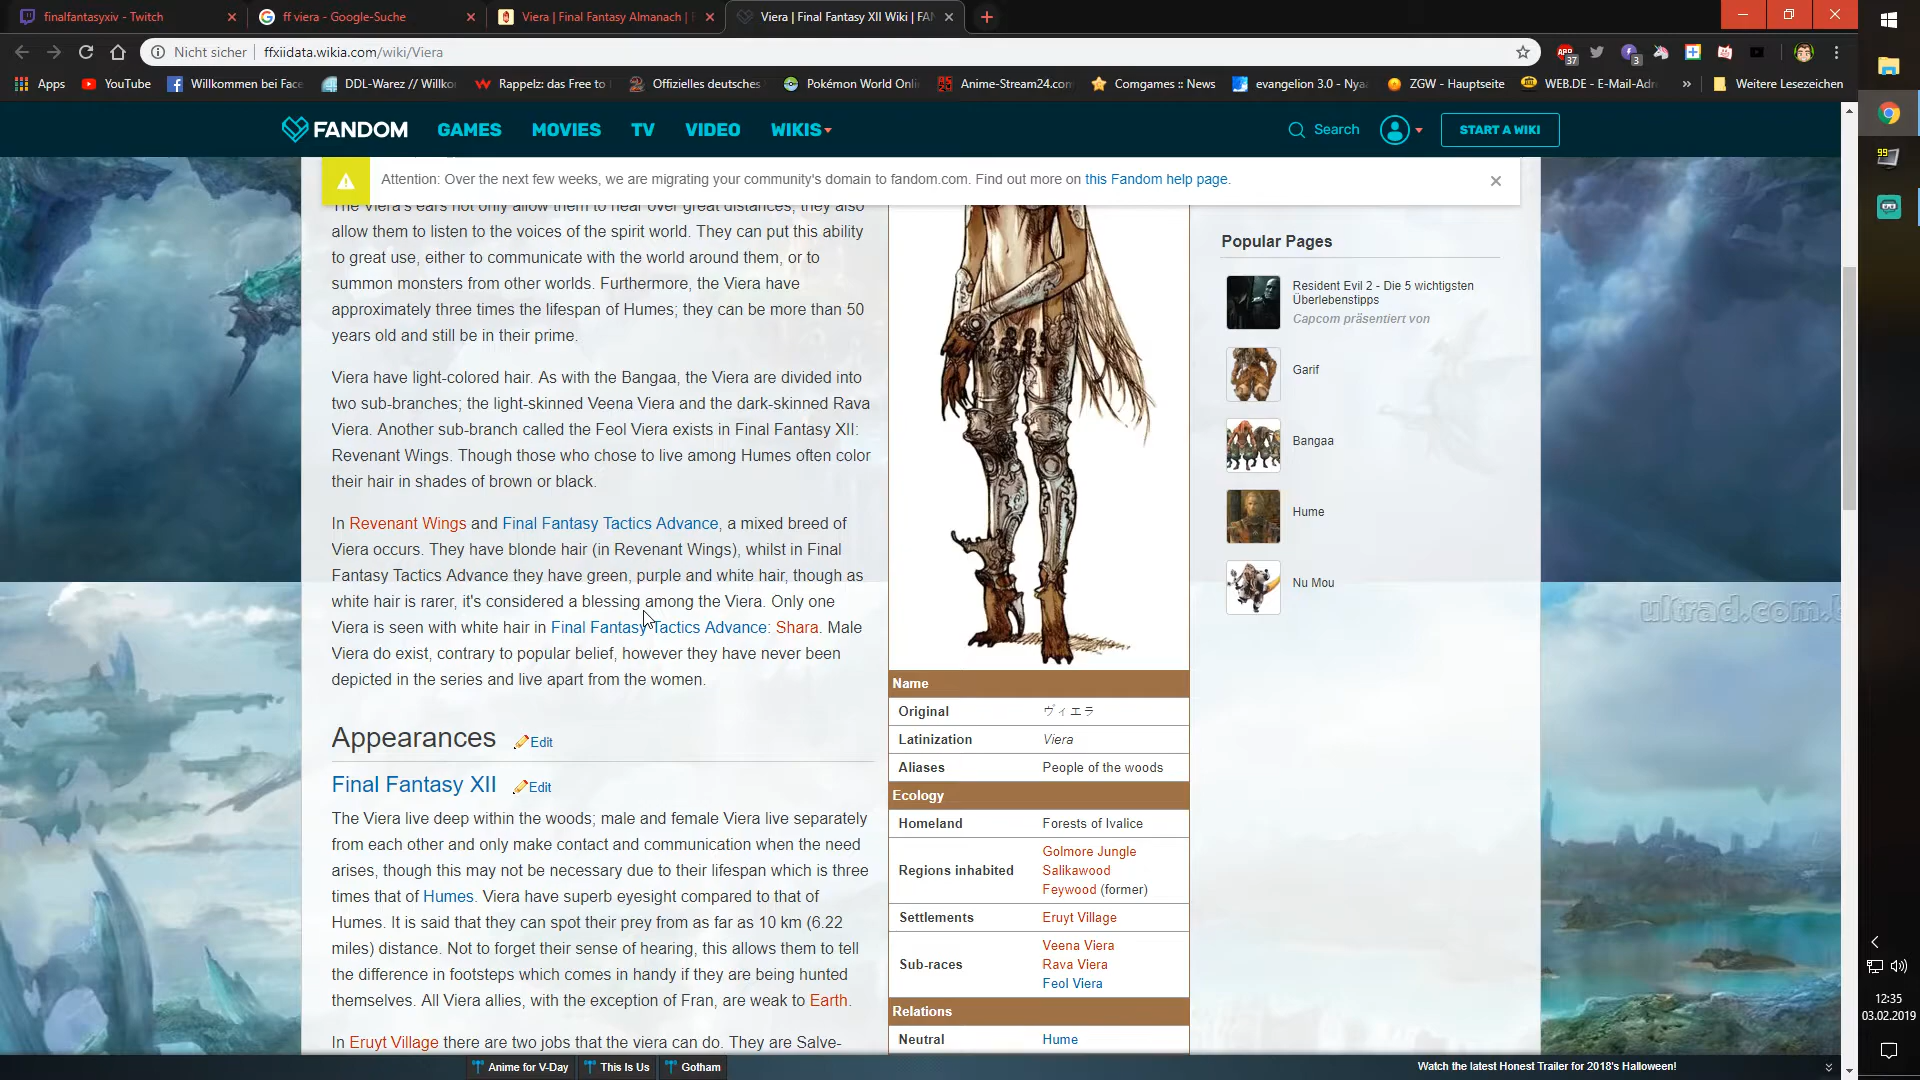 finalfantasyxiv - Twitch
ff viera - Google-Suche
Viera | Final Fantasy Almanach |
Viera | Final Fantasy XII Wiki | FAN
Nicht sicher
ffxiidata.wikia.com/wiki/Viera
37
3
Apps
YouTube
Willkommen bei Face
DDL-Warez // Willko
Rappelz: das Free to
Offizielles deutsches
Pokémon World Onli
Anime-Stream24.com
Comgames :: News
evangelion 3.0 - Nya
ZGW - Hauptseite
WEB.DE - E-Mail-Adr
»
Weitere Lesezeichen
FANDOM
GAMES
MOVIES
TV
VIDEO
WIKIS
Search
START A WIKI
Attention: Over the next few weeks, we are migrating your community's domain to fandom.com. Find out more on this Fandom help page.
The Viera's ears not only allow them to hear over great distances, they also
allow them to listen to the voices of the spirit world. They can put this ability
to great use, either to communicate with the world around them, or to
summon monsters from other worlds. Furthermore, the Viera have
approximately three times the lifespan of Humes; they can be more than 50
years old and still be in their prime.
Viera have light-colored hair. As with the Bangaa, the Viera are divided into
two sub-branches; the light-skinned Veena Viera and the dark-skinned Rava
Viera. Another sub-branch called the Feol Viera exists in Final Fantasy XII:
Revenant Wings. Though those who chose to live among Humes often color
their hair in shades of brown or black.
In Revenant Wings and Final Fantasy Tactics Advance, a mixed breed of
Viera occurs. They have blonde hair (in Revenant Wings), whilst in Final
Fantasy Tactics Advance they have green, purple and white hair, though as
white hair is rarer, it's considered a blessing among the Viera. Only one
Viera is seen with white hair in Final Fantasy Tactics Advance: Shara. Male
Viera do exist, contrary to popular belief, however they have never been
depicted in the series and live apart from the women.
Appearances
Edit
Final Fantasy XII
Edit
The Viera live deep within the woods; male and female Viera live separately
from each other and only make contact and communication when the need
arises, though this may not be necessary due to their lifespan which is three
times that of Humes. Viera have superb eyesight compared to that of
Humes. It is said that they can spot their prey from as far as 10 km (6.22
miles) distance. Not to forget their sense of hearing, this allows them to tell
the difference in footsteps which comes in handy if they are being hunted
themselves. All Viera allies, with the exception of Fran, are weak to Earth.
In Eruyt Village there are two jobs that the viera can do. They are Salve-
Name
Original ヴィエラ
Latinization Viera
Aliases People of the woods
Ecology
Homeland Forests of Ivalice
Regions inhabited Golmore Jungle
Salikawood
Feywood (former)
Settlements Eruyt Village
Sub-races Veena Viera
Rava Viera
Feol Viera
Relations
Neutral Hume
Popular Pages
Resident Evil 2 - Die 5 wichtigsten
Überlebenstipps
Capcom präsentiert von
Garif
Bangaa
Hume
Nu Mou
Anime for V-Day
This Is Us
Gotham
Watch the latest Honest Trailer for 2018's Halloween!
99
12:35
03.02.2019